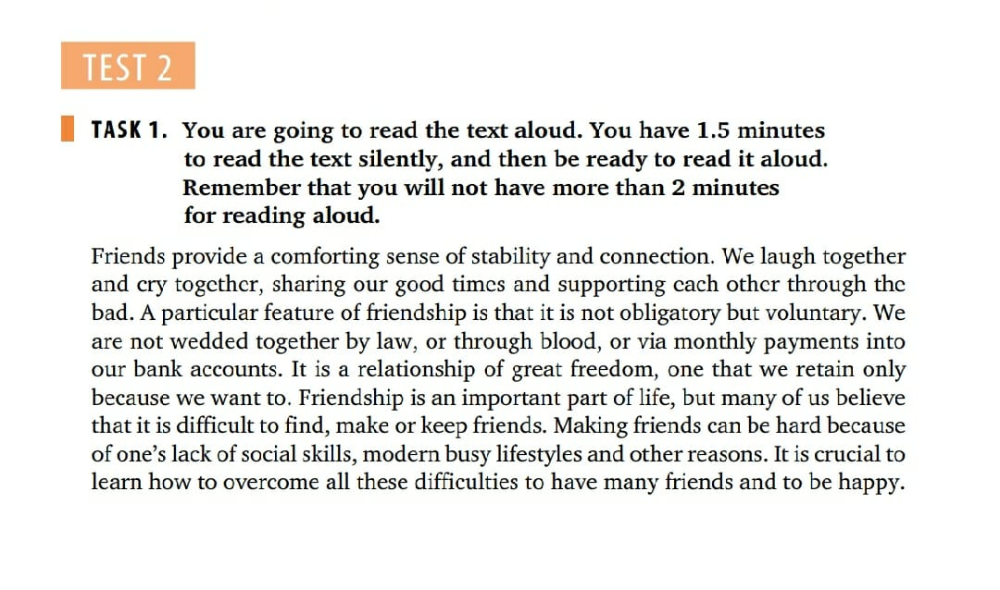 TEST 2
TASK 1. You are going to read the text aloud. You have 1.5 minutes
to read the text silently, and then be ready to read it aloud.
Remember that you will not have more than 2 minutes
for reading aloud.
Friends provide a comforting sense of stability and connection. We laugh together
and cry together, sharing our good times and supporting each other through the
bad. A particular feature of friendship is that it is not obligatory but voluntary. We
are not wedded together by law, or through blood, or via monthly payments into
our bank accounts. It is a relationship of great freedom, one that we retain only
because we want to. Friendship is an important part of life, but many of us believe
that it is difficult to find, make or keep friends. Making friends can be hard because
of one’s lack of social skills, modern busy lifestyles and other reasons. It is crucial to
learn how to overcome all these difficulties to have many friends and to be happy.